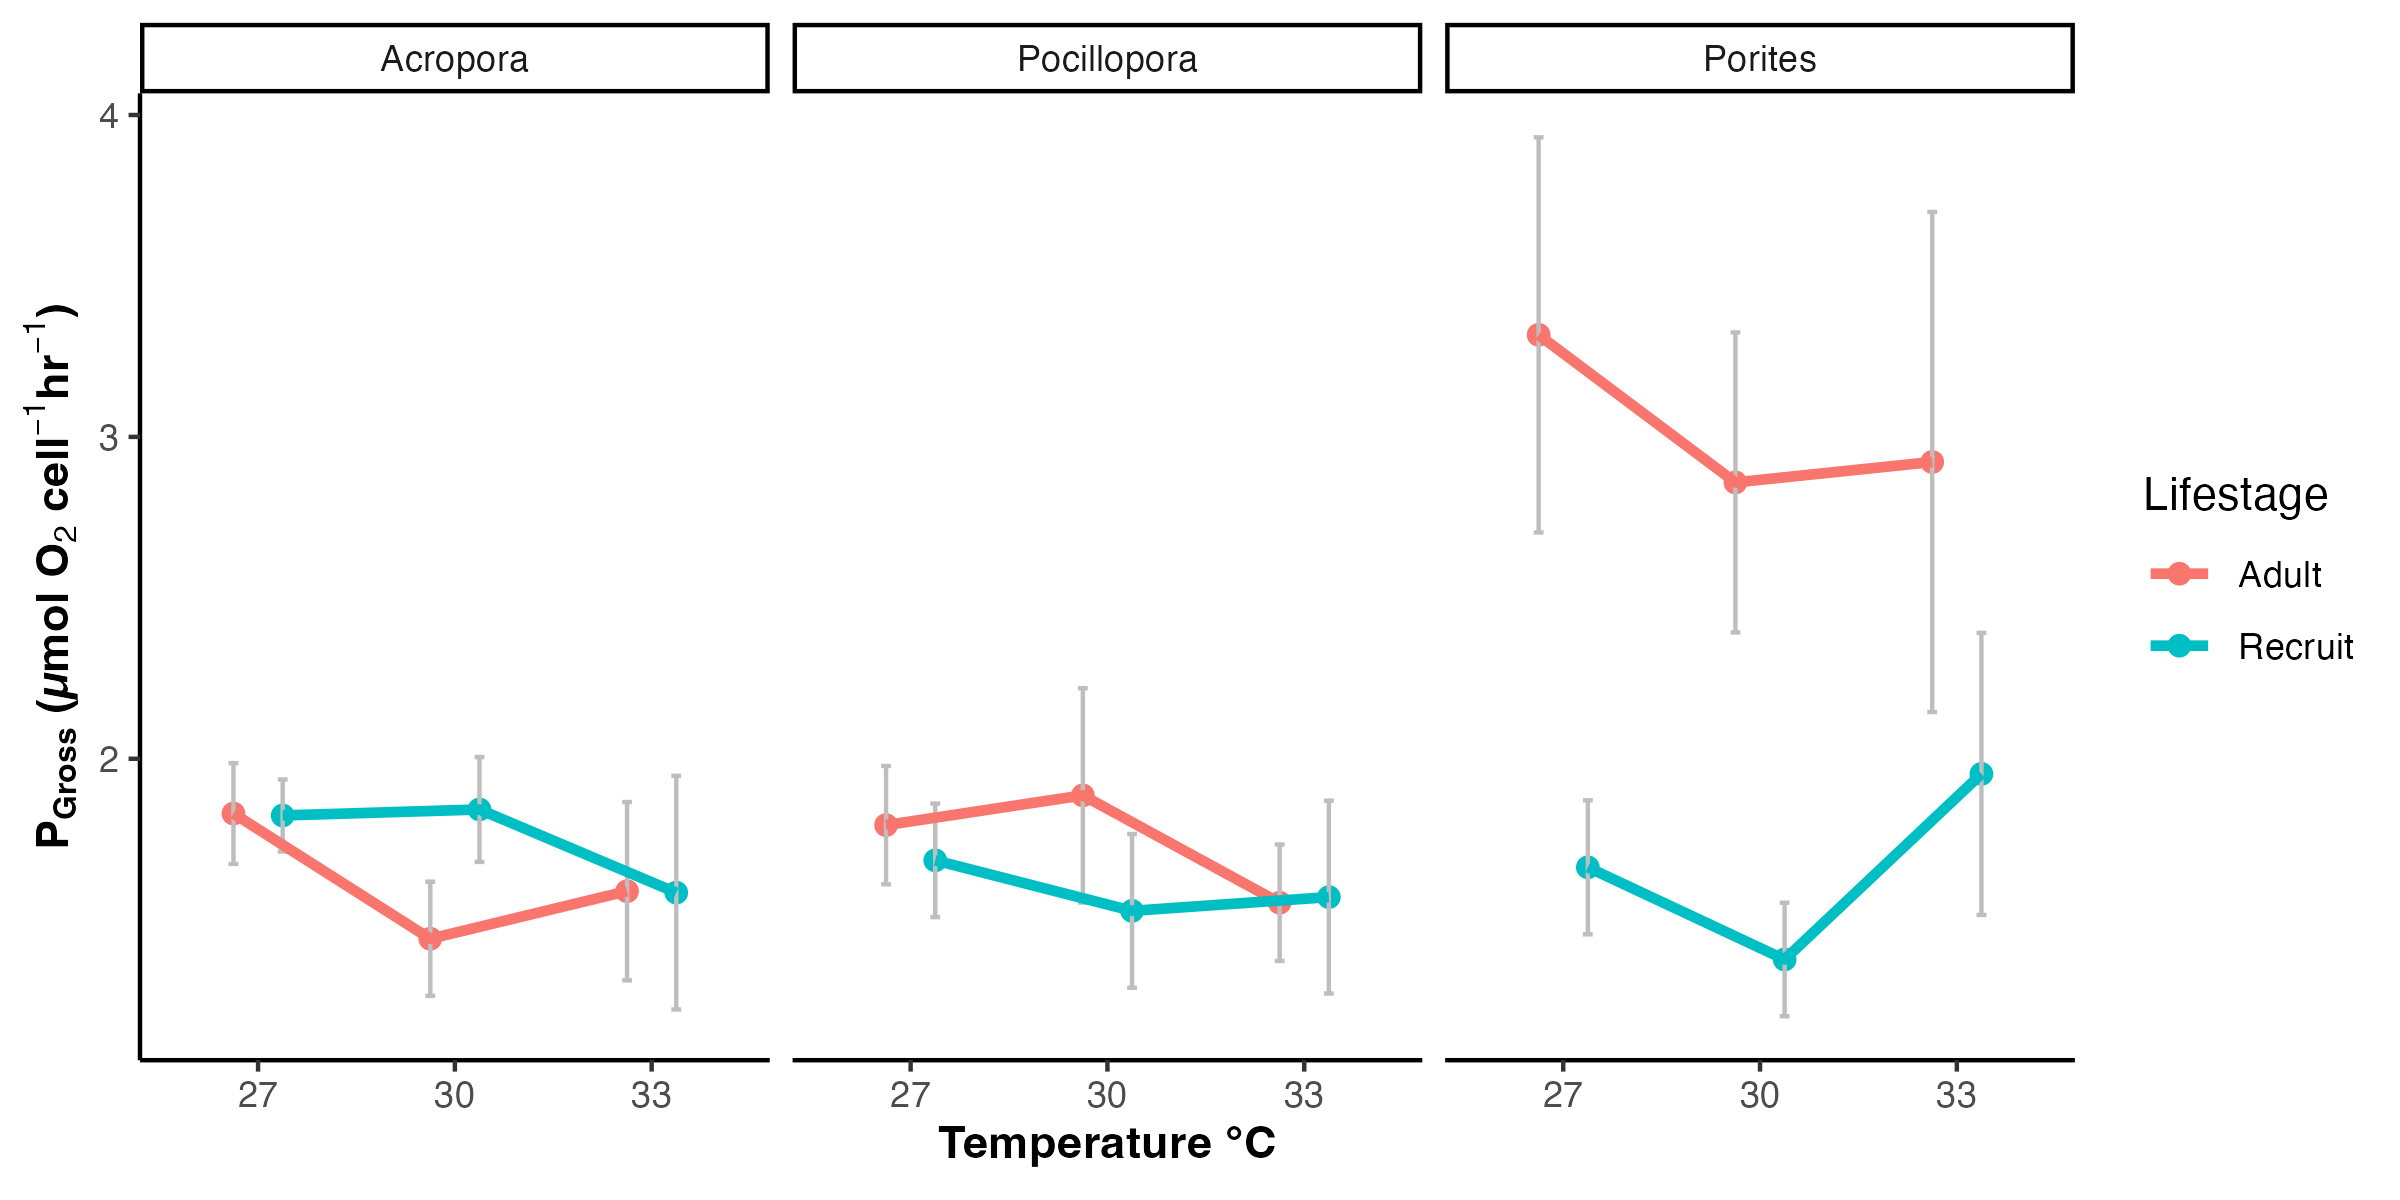 Acropora Pocillopora Porites
4
3
2
P_Gross (µmol O₂ cell⁻¹hr⁻¹)
27 30 33 27 30 33 27 30 33
Temperature °C
Lifestage
Adult
Recruit